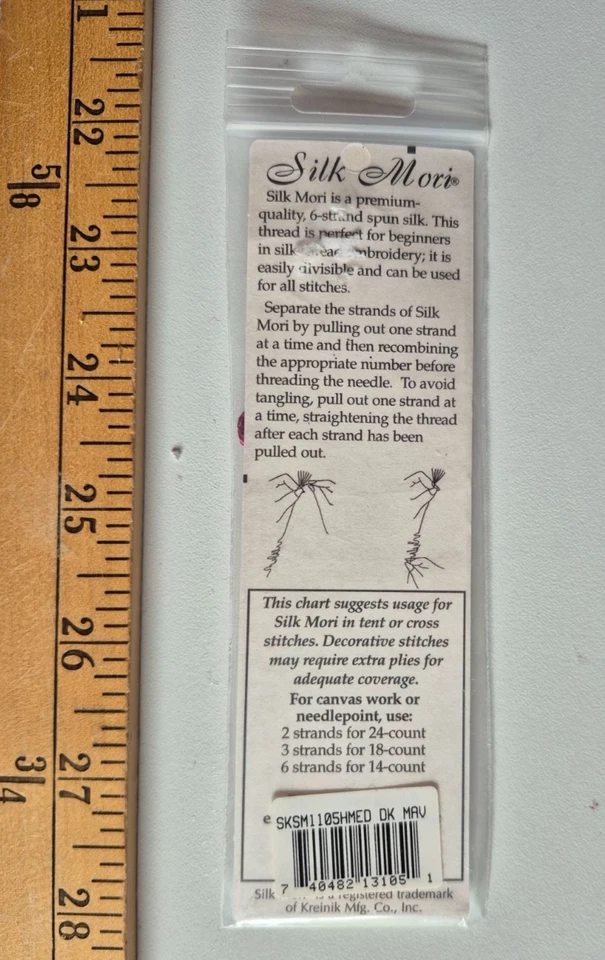 Silk Mori®
Silk Mori is a premium-
quality, 6-strand spun silk. This
thread is perfect for beginners
in silk embroidery; it is
easily divisible and can be used
for all stitches.
Separate the strands of Silk
Mori by pulling out one strand
at a time and then recombining
the appropriate number before
threading the needle. To avoid
tangling, pull out one strand at
a time, straightening the thread
after each strand has been
pulled out.
This chart suggests usage for
Silk Mori in tent or cross
stitches. Decorative stitches
may require extra plies for
adequate coverage.
For canvas work or
needlepoint, use:
2 strands for 24-count
3 strands for 18-count
6 strands for 14-count
SKSM1105HMED DK MAV
7 40482 13105 1
Silk is a registered trademark
of Kreinik Mfg. Co., Inc.
1
22
5/8
23
24
25
26
3/4
27
28